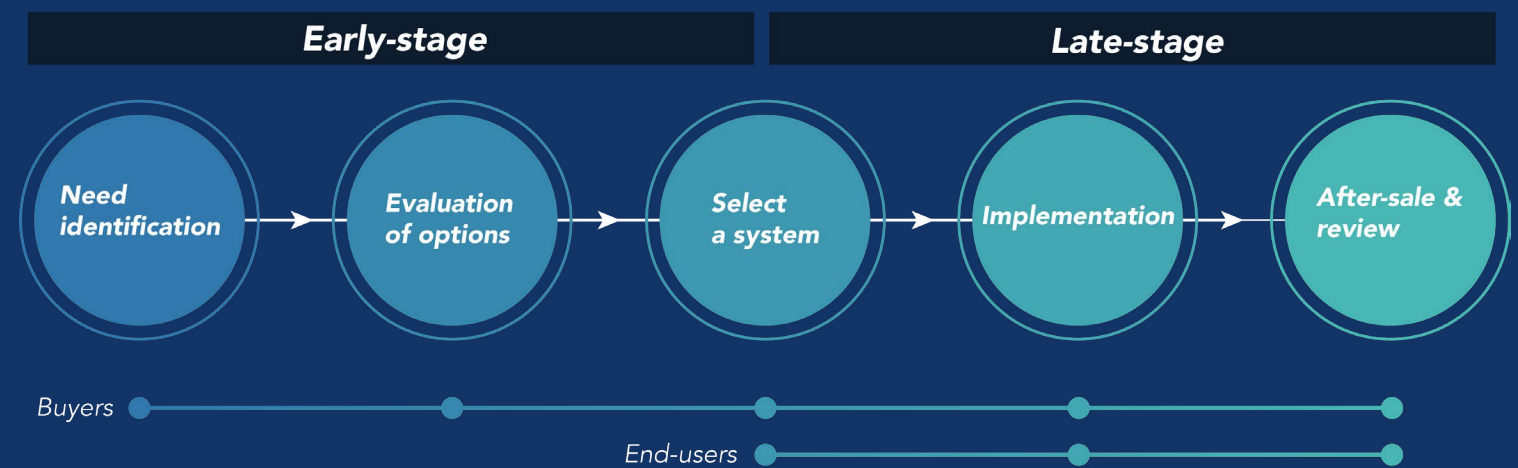 Early-stage
Late-stage
Need
identification
Evaluation
of options
Select
a system
Implementation
After-sale &
review
Buyers
End-users